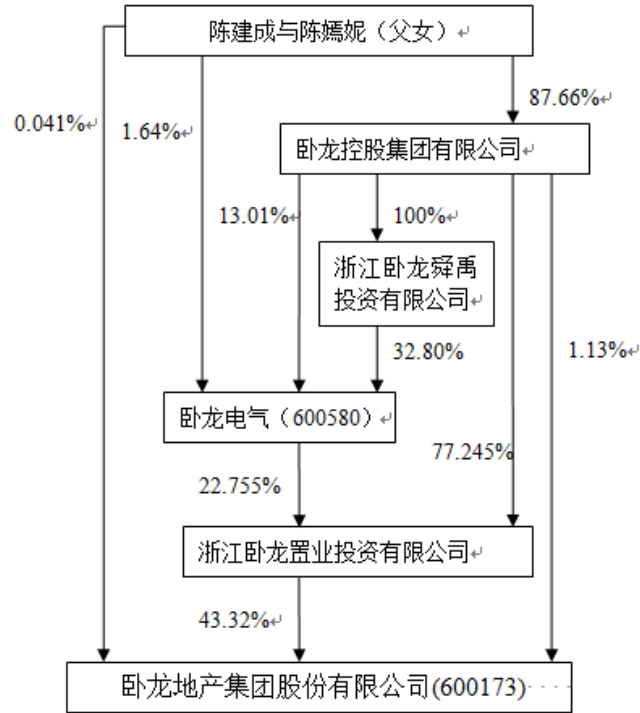 陈建成与陈嫣妮（父女）
0.041%
1.64%
87.66%
卧龙控股集团有限公司
13.01%
100%
浙江卧龙舜禹
投资有限公司
32.80%
1.13%
卧龙电气（600580）
77.245%
22.755%
浙江卧龙置业投资有限公司
43.32%
卧龙地产集团股份有限公司(600173)